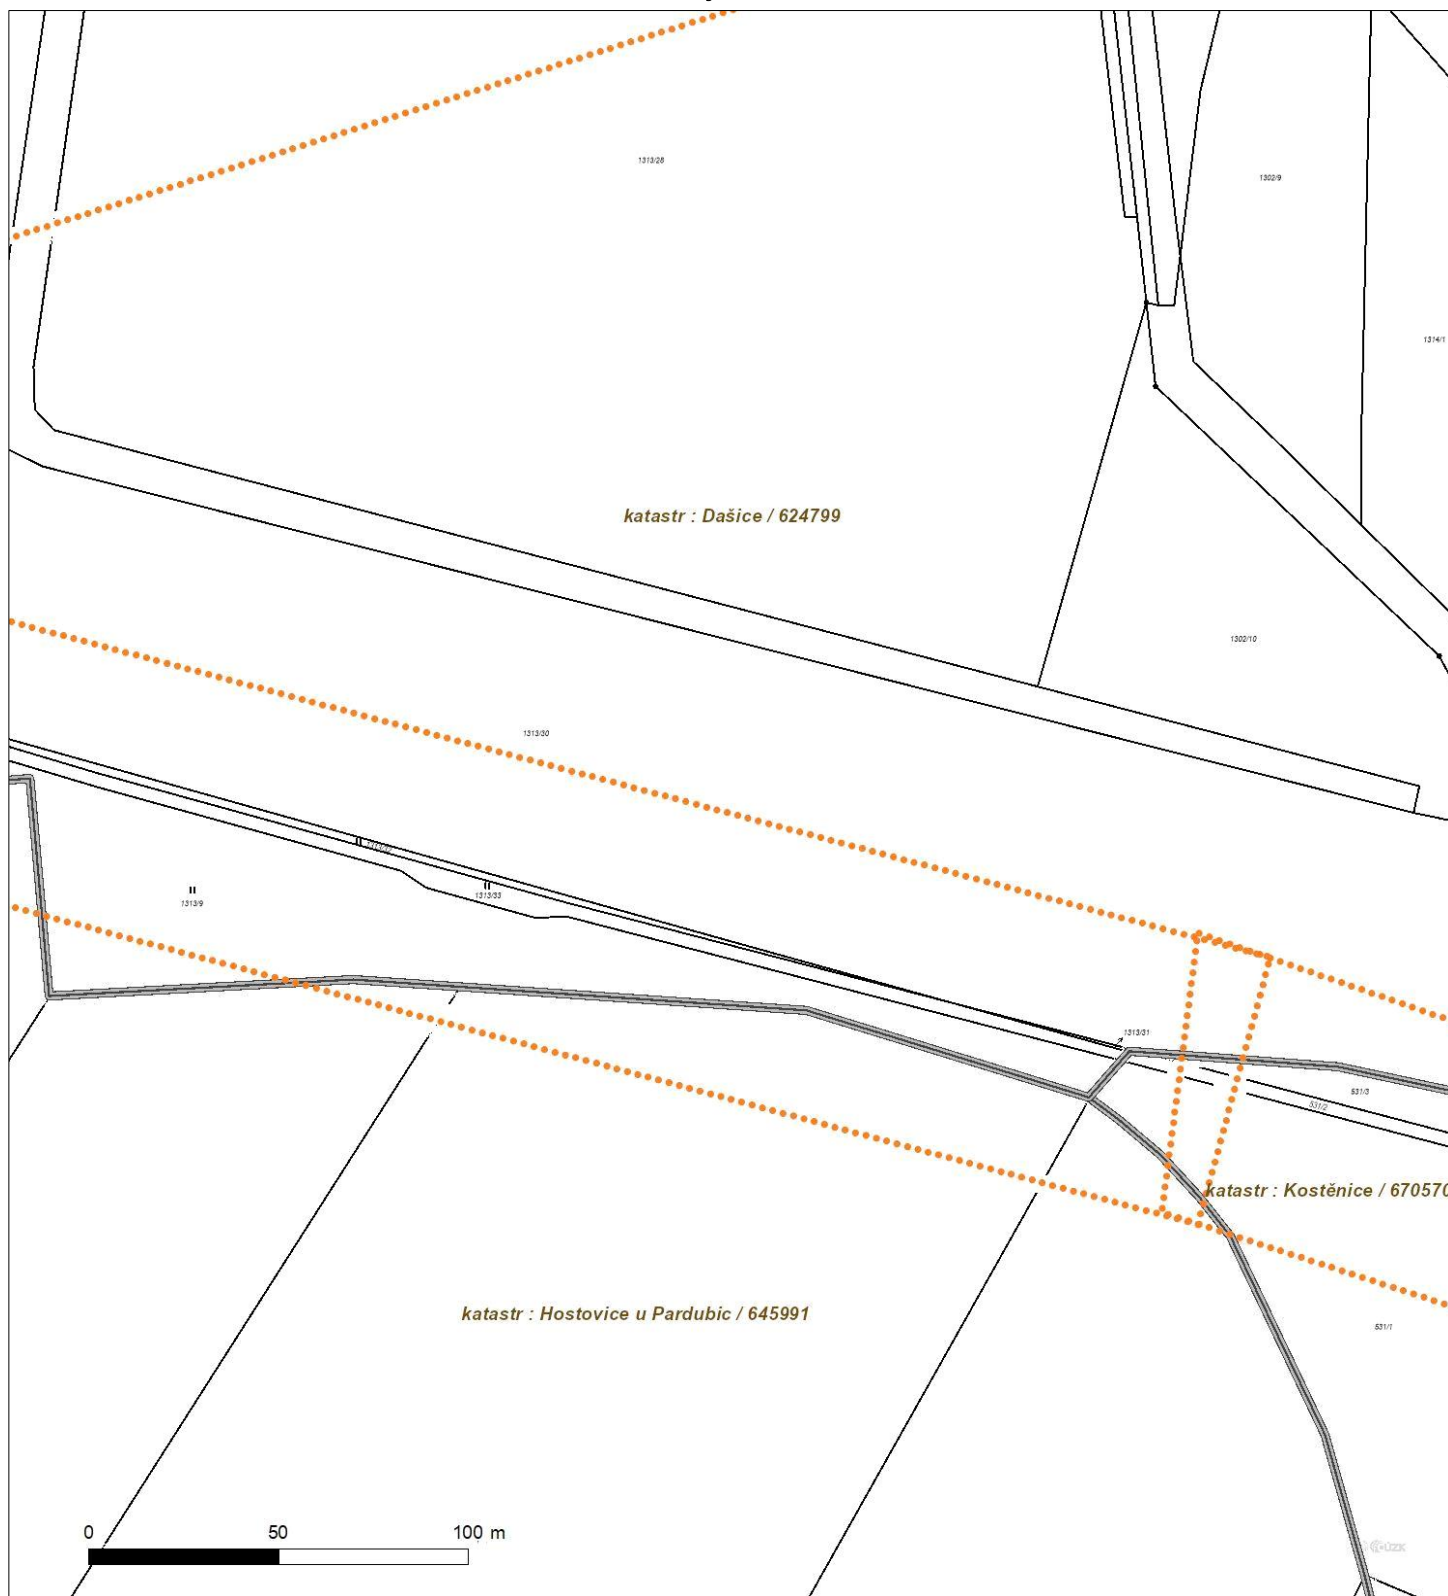 1313/28
1302/9
1314/1
katastr : Dašice / 624799
1302/10
1313/30
1313/9
1313/33
1313/31
531/3
531/2
katastr : Kostěnice / 670570
katastr : Hostovice u Pardubic / 645991
531/1
0 50 100 m
ČÚZK